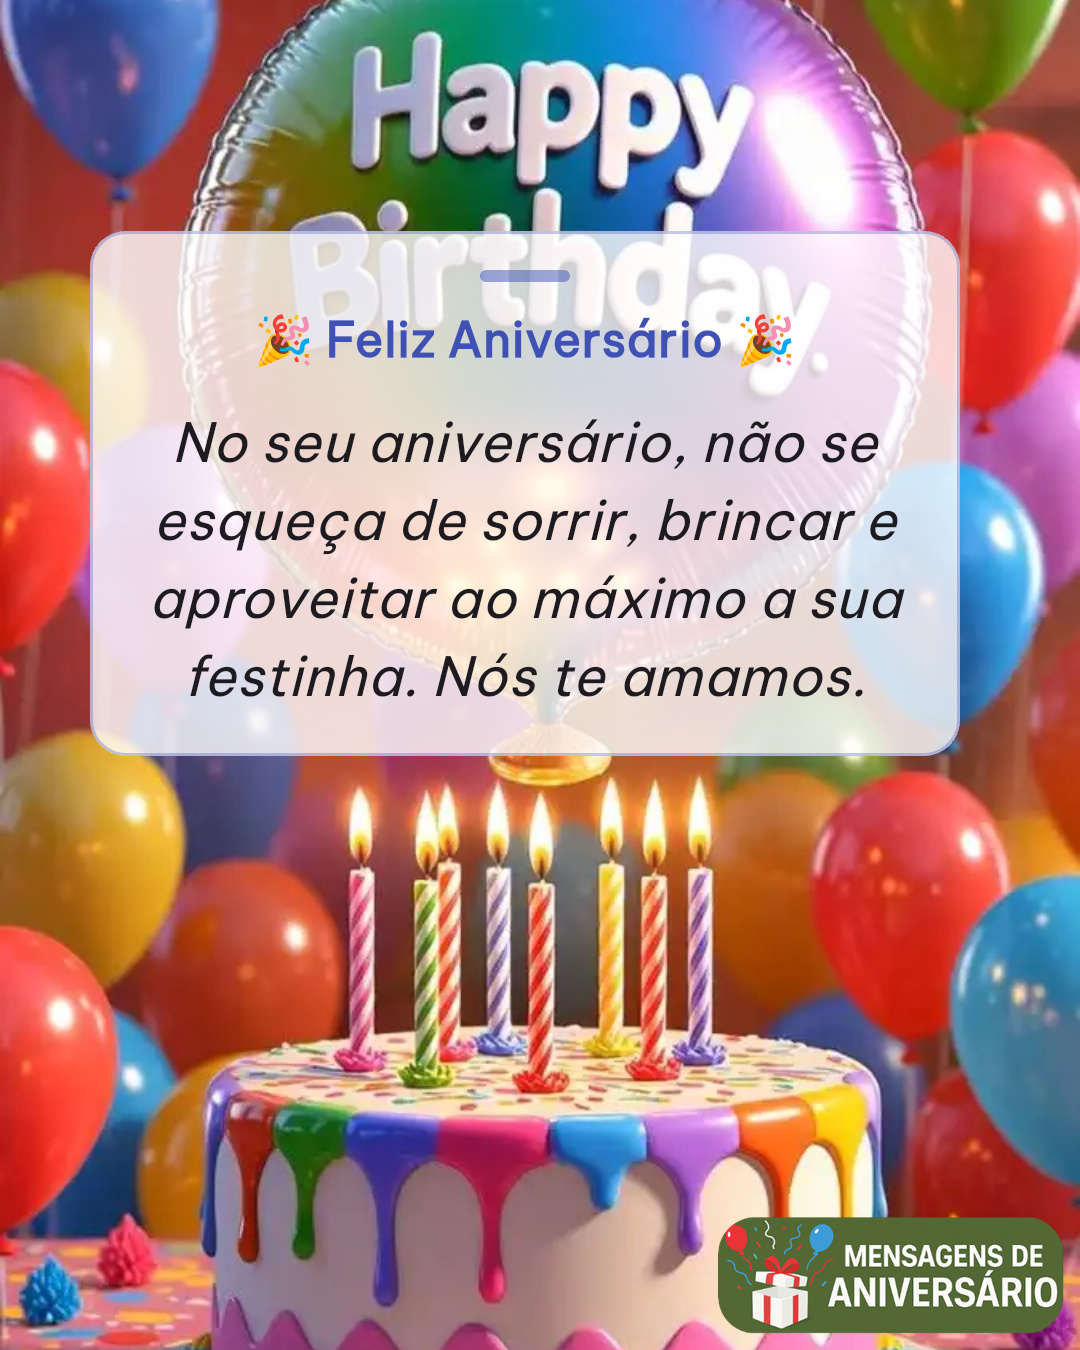 Happy
Birthday.
🎉 Feliz Aniversário 🎉
No seu aniversário, não se
esqueça de sorrir, brincar e
aproveitar ao máximo a sua
festinha. Nós te amamos.
MENSAGENS DE
ANIVERSÁRIO